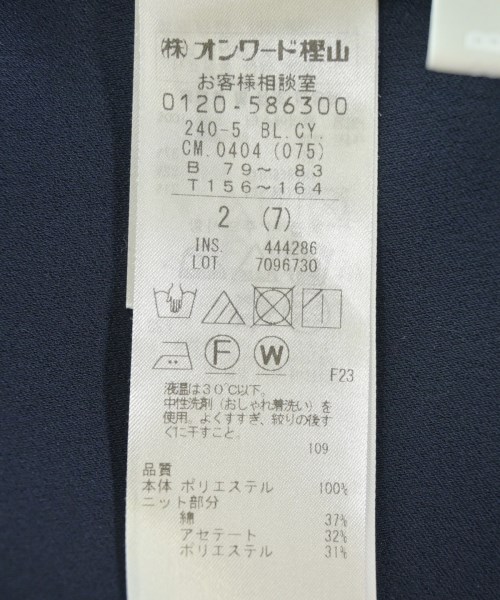 (株)オンワード樫山
お客様相談室
0120-586300
240-5 BL.CY.
CM.0404 (075)
B 79〜 83
T156〜164
2 (7)
INS. 444286
LOT 7096730
F W
F23
液温は30℃以下。
中性洗剤(おしゃれ着洗い)を
使用。よくすすぎ、絞りの後す
ぐに干すこと。
109
品質
本体 ポリエステル 100%
ニット部分
綿 37%
アセテート 32%
ポリエステル 31%